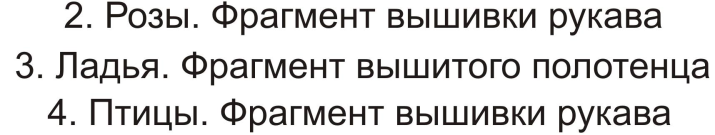 2. Розы. Фрагмент вышивки рукава
3. Ладья. Фрагмент вышитого полотенца
4. Птицы. Фрагмент вышивки рукава